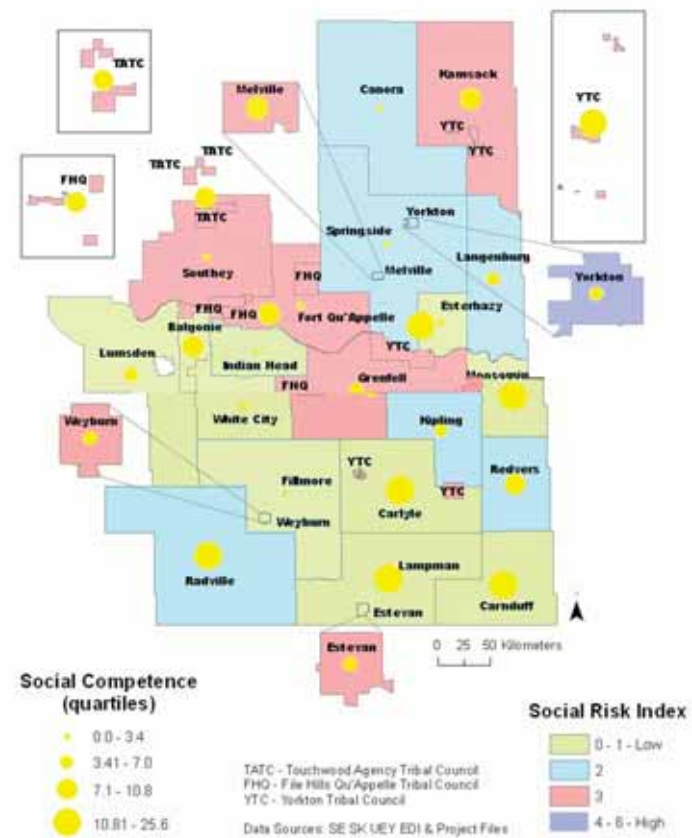 TATC
Melville
Canora
Kamsack
YTC
YTC
YTC
TATC
TATC
FHQ
TATC
Springside
Yorkton
Southey
FHQ
Melville
Langenburg
Yorkton
FHQ
FHQ
Fort Qu'Appelle
Esterhazy
Balgonie
YTC
Lumsden
Indian Head
Grenfell
Moosomin
FHQ
Weyburn
White City
Kipling
YTC
Redvers
Fillmore
YTC
Weyburn
Carlyle
Radville
Lampman
Estevan
Carnduff
Estevan
0 25 50 Kilometers
Social Competence
(quartiles)
0.0 - 3.4
3.41 - 7.0
7.1 - 10.8
10.81 - 25.6
TATC - Touchwood Agency Tribal Council
FHQ - File Hills Qu'Appelle Tribal Council
YTC - Yorkton Tribal Council
Data Sources: SE SK UEY EDI & Project Files
Social Risk Index
0 - 1 - Low
2
3
4 - 6 - High